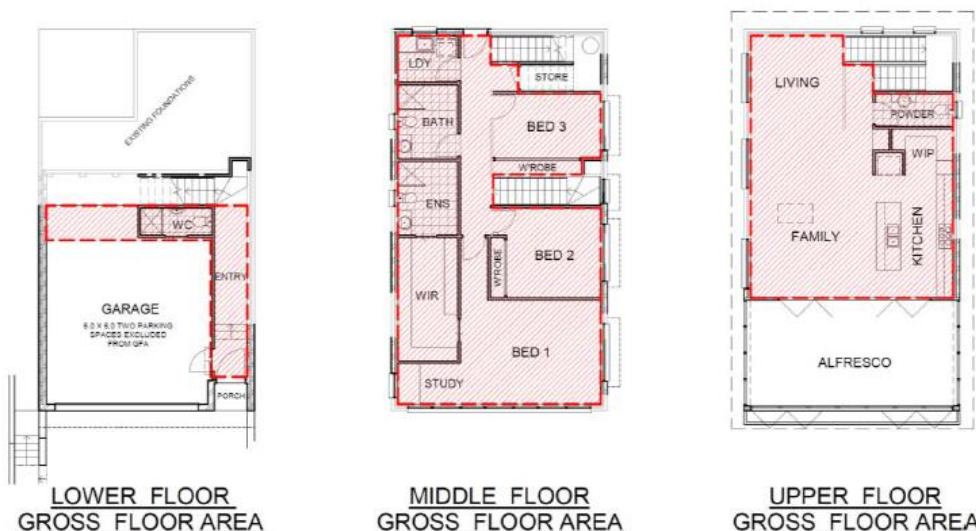 EXISTING FOUNDATIONS
WC
ENTRY
GARAGE
6.0 X 6.0 TWO PARKING
SPACES EXCLUDED
FROM GFA
PORCH
LOWER FLOOR
GROSS FLOOR AREA
LDY
STORE
BATH
BED 3
W'ROBE
ENS
BED 2
W'ROBE
WIR
BED 1
STUDY
MIDDLE FLOOR
GROSS FLOOR AREA
LIVING
POWDER
WIP
FAMILY
KITCHEN
ALFRESCO
UPPER FLOOR
GROSS FLOOR AREA